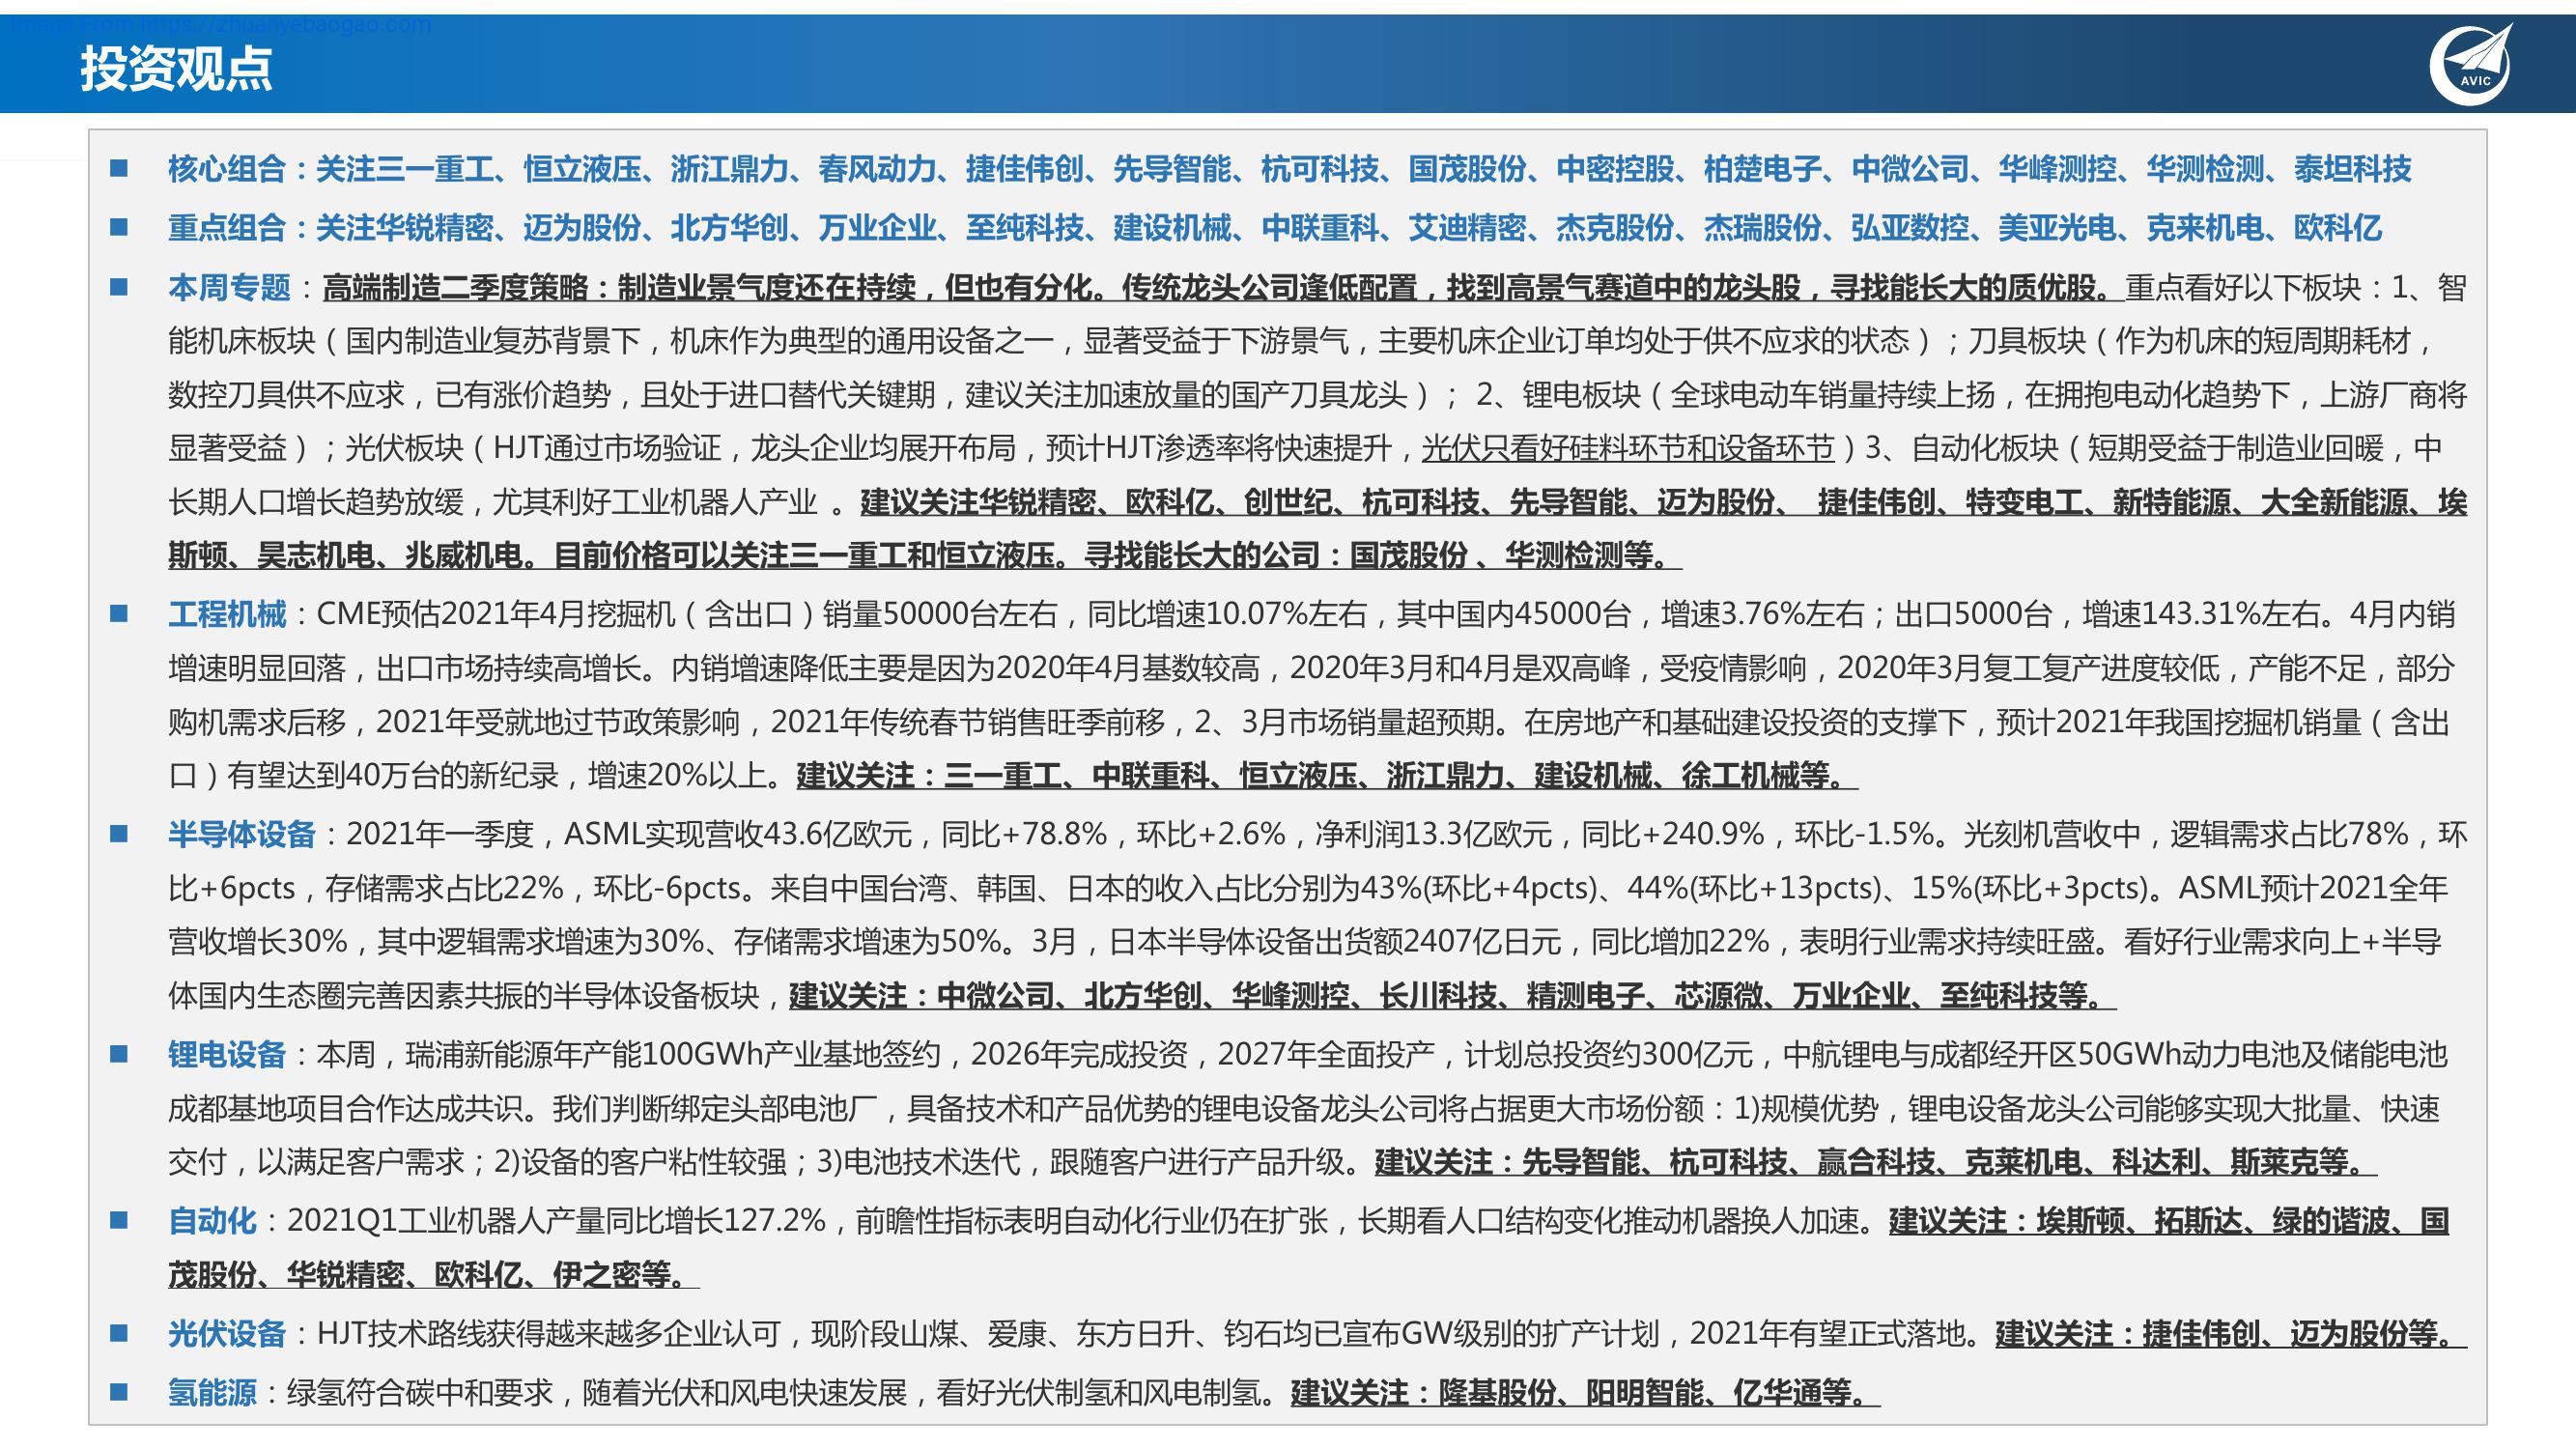 Image From https://zhuanyebaogao.com
投资观点
AVIC
■ 核心组合：关注三一重工、恒立液压、浙江鼎力、春风动力、捷佳伟创、先导智能、杭可科技、国茂股份、中密控股、柏楚电子、中微公司、华峰测控、华测检测、泰坦科技
■ 重点组合：关注华锐精密、迈为股份、北方华创、万业企业、至纯科技、建设机械、中联重科、艾迪精密、杰克股份、杰瑞股份、弘亚数控、美亚光电、克来机电、欧科亿
■ 本周专题：高端制造二季度策略：制造业景气度还在持续，但也有分化。传统龙头公司逢低配置，找到高景气赛道中的龙头股，寻找能长大的质优股。重点看好以下板块：1、智
能机床板块（国内制造业复苏背景下，机床作为典型的通用设备之一，显著受益于下游景气，主要机床企业订单均处于供不应求的状态）；刀具板块（作为机床的短周期耗材，
数控刀具供不应求，已有涨价趋势，且处于进口替代关键期，建议关注加速放量的国产刀具龙头）； 2、锂电板块（全球电动车销量持续上扬，在拥抱电动化趋势下，上游厂商将
显著受益）；光伏板块（HJT通过市场验证，龙头企业均展开布局，预计HJT渗透率将快速提升，光伏只看好硅料环节和设备环节）3、自动化板块（短期受益于制造业回暖，中
长期人口增长趋势放缓，尤其利好工业机器人产业 。建议关注华锐精密、欧科亿、创世纪、杭可科技、先导智能、迈为股份、 捷佳伟创、特变电工、新特能源、大全新能源、埃
斯顿、昊志机电、兆威机电。目前价格可以关注三一重工和恒立液压。寻找能长大的公司：国茂股份 、华测检测等。
■ 工程机械：CME预估2021年4月挖掘机（含出口）销量50000台左右，同比增速10.07%左右，其中国内45000台，增速3.76%左右；出口5000台，增速143.31%左右。4月内销
增速明显回落，出口市场持续高增长。内销增速降低主要是因为2020年4月基数较高，2020年3月和4月是双高峰，受疫情影响，2020年3月复工复产进度较低，产能不足，部分
购机需求后移，2021年受就地过节政策影响，2021年传统春节销售旺季前移，2、3月市场销量超预期。在房地产和基础建设投资的支撑下，预计2021年我国挖掘机销量（含出
口）有望达到40万台的新纪录，增速20%以上。建议关注：三一重工、中联重科、恒立液压、浙江鼎力、建设机械、徐工机械等。
■ 半导体设备：2021年一季度，ASML实现营收43.6亿欧元，同比+78.8%，环比+2.6%，净利润13.3亿欧元，同比+240.9%，环比-1.5%。光刻机营收中，逻辑需求占比78%，环
比+6pcts，存储需求占比22%，环比-6pcts。来自中国台湾、韩国、日本的收入占比分别为43%(环比+4pcts)、44%(环比+13pcts)、15%(环比+3pcts)。ASML预计2021全年
营收增长30%，其中逻辑需求增速为30%、存储需求增速为50%。3月，日本半导体设备出货额2407亿日元，同比增加22%，表明行业需求持续旺盛。看好行业需求向上+半导
体国内生态圈完善因素共振的半导体设备板块，建议关注：中微公司、北方华创、华峰测控、长川科技、精测电子、芯源微、万业企业、至纯科技等。
■ 锂电设备：本周，瑞浦新能源年产能100GWh产业基地签约，2026年完成投资，2027年全面投产，计划总投资约300亿元，中航锂电与成都经开区50GWh动力电池及储能电池
成都基地项目合作达成共识。我们判断绑定头部电池厂，具备技术和产品优势的锂电设备龙头公司将占据更大市场份额：1)规模优势，锂电设备龙头公司能够实现大批量、快速
交付，以满足客户需求；2)设备的客户粘性较强；3)电池技术迭代，跟随客户进行产品升级。建议关注：先导智能、杭可科技、赢合科技、克莱机电、科达利、斯莱克等。
■ 自动化：2021Q1工业机器人产量同比增长127.2%，前瞻性指标表明自动化行业仍在扩张，长期看人口结构变化推动机器换人加速。建议关注：埃斯顿、拓斯达、绿的谐波、国
茂股份、华锐精密、欧科亿、伊之密等。
■ 光伏设备：HJT技术路线获得越来越多企业认可，现阶段山煤、爱康、东方日升、钧石均已宣布GW级别的扩产计划，2021年有望正式落地。建议关注：捷佳伟创、迈为股份等。
■ 氢能源：绿氢符合碳中和要求，随着光伏和风电快速发展，看好光伏制氢和风电制氢。建议关注：隆基股份、阳明智能、亿华通等。